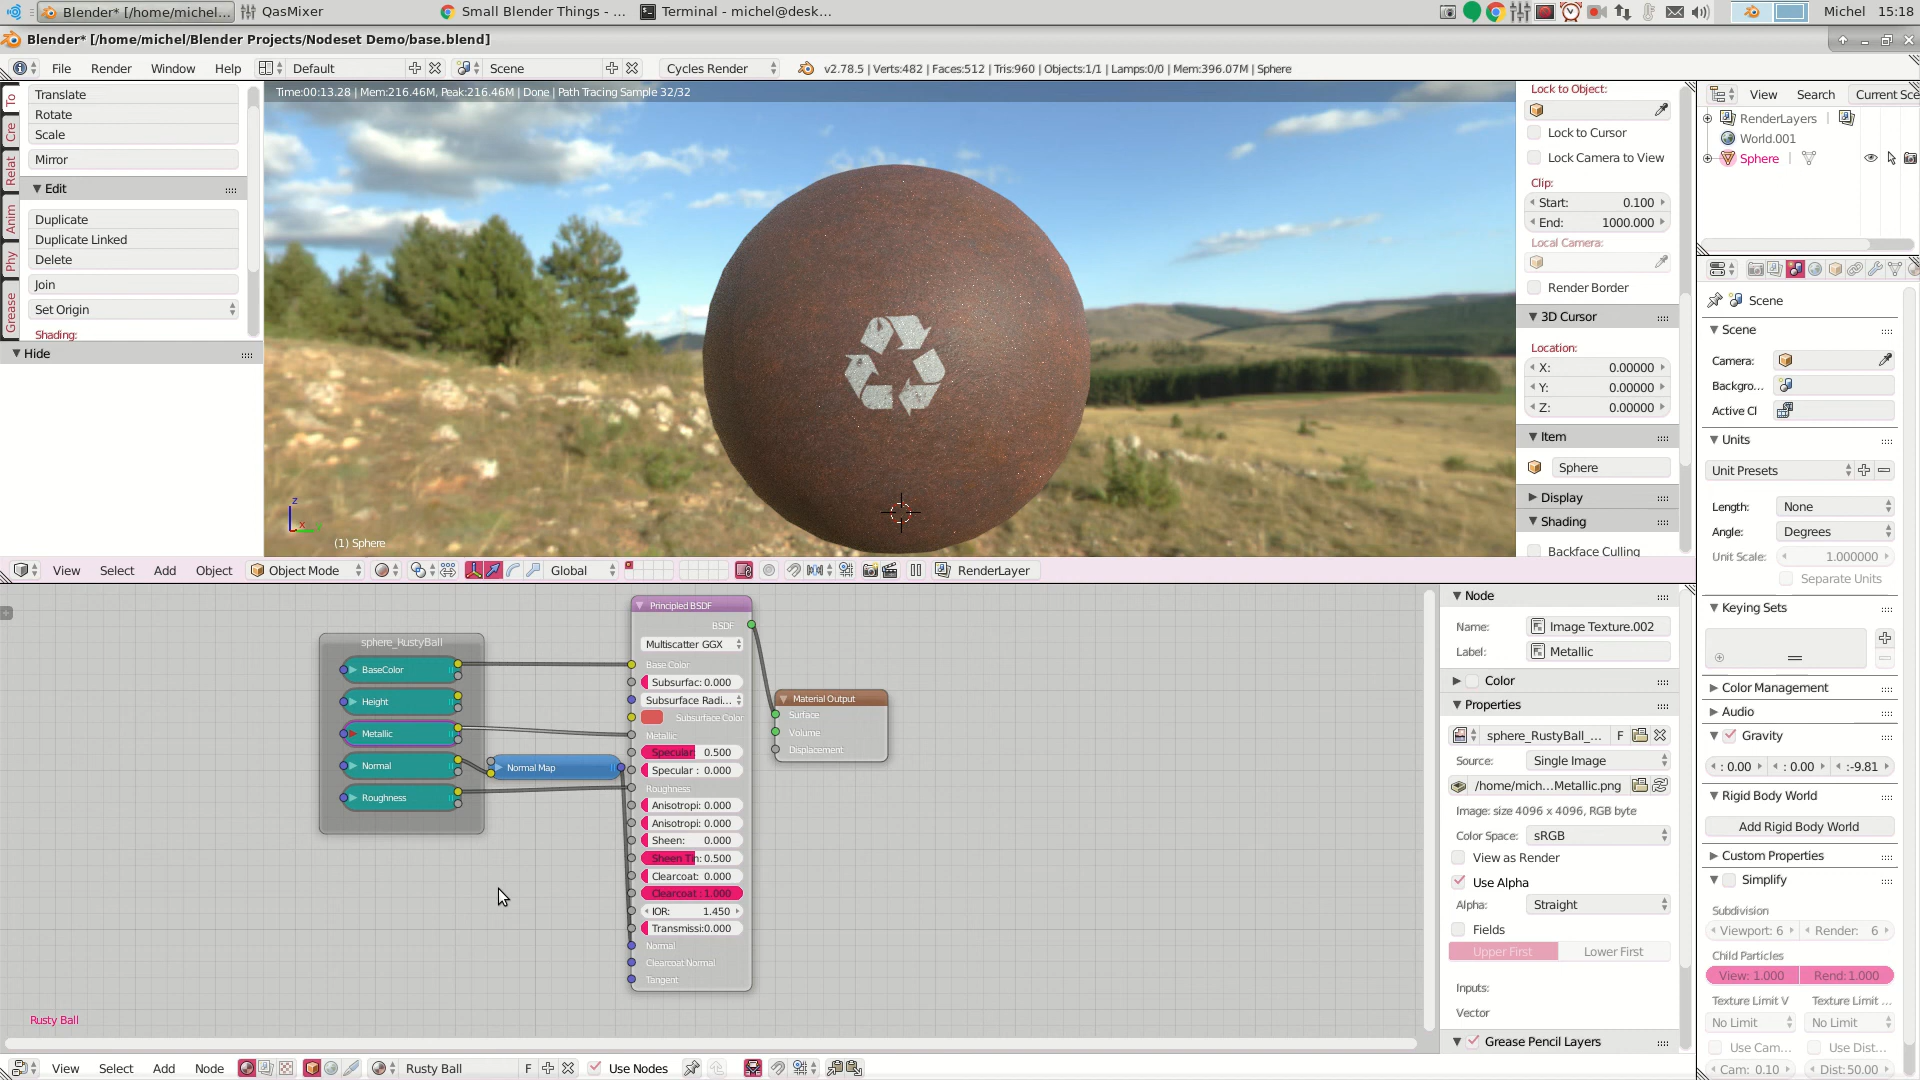 Blender* [/home/michel... QasMixer Small Blender Things - ... Terminal - michel@desk... Michel 15:18
Blender* [/home/michel/Blender Projects/Nodeset Demo/base.blend]
File Render Window Help Default Scene Cycles Render v2.78.5 | Verts:482 | Faces:512 | Tris:960 | Objects:1/1 | Lamps:0/0 | Mem:396.07M | Sphere
Time:00:13.28 | Mem:216.46M, Peak:216.46M | Done | Path Tracing Sample 32/32
To
Cre
Relat
Anim
Phy
Grease
Translate
Rotate
Scale
Mirror
Edit
Duplicate
Duplicate Linked
Delete
Join
Set Origin
Shading:
Hide
(1) Sphere
z
x
Lock to Object:
Lock to Cursor
Lock Camera to View
Clip:
Start: 0.100
End: 1000.000
Local Camera:
Render Border
3D Cursor
Location:
X: 0.00000
Y: 0.00000
Z: 0.00000
Item
Sphere
Display
Shading
Backface Culling
View Select Add Object Object Mode Global RenderLayer
sphere_RustyBall
BaseColor
Height
Metallic
Normal
Roughness
Normal Map
Principled BSDF
BSDF
Multiscatter GGX
Base Color
Subsurfac: 0.000
Subsurface Radi...
Subsurface Color
Metallic
Specular: 0.500
Specular : 0.000
Roughness
Anisotropi: 0.000
Anisotropi: 0.000
Sheen: 0.000
Sheen Tin: 0.500
Clearcoat: 0.000
Clearcoat : 1.000
IOR: 1.450
Transmissi:0.000
Normal
Clearcoat Normal
Tangent
Material Output
Surface
Volume
Displacement
Rusty Ball
View Select Add Node Rusty Ball F Use Nodes
Node
Name: Image Texture.002
Label: Metallic
Color
Properties
sphere_RustyBall_... F
Source: Single Image
/home/mich...Metallic.png
Image: size 4096 x 4096, RGB byte
Color Space: sRGB
View as Render
Use Alpha
Alpha: Straight
Fields
Upper First Lower First
Inputs:
Vector
Grease Pencil Layers
View Search Current Sce
RenderLayers
World.001
Sphere
Scene
Scene
Camera:
Backgro...
Active Cl
Units
Unit Presets
Length: None
Angle: Degrees
Unit Scale: 1.000000
Separate Units
Keying Sets
Color Management
Audio
Gravity
: 0.00 : 0.00 :-9.81
Rigid Body World
Add Rigid Body World
Custom Properties
Simplify
Subdivision
Viewport: 6 Render: 6
Child Particles
View: 1.000 Rend: 1.000
Texture Limit V Texture Limit ...
No Limit No Limit
Use Cam... Use Dist...
Cam: 0.10 Dist:50.00